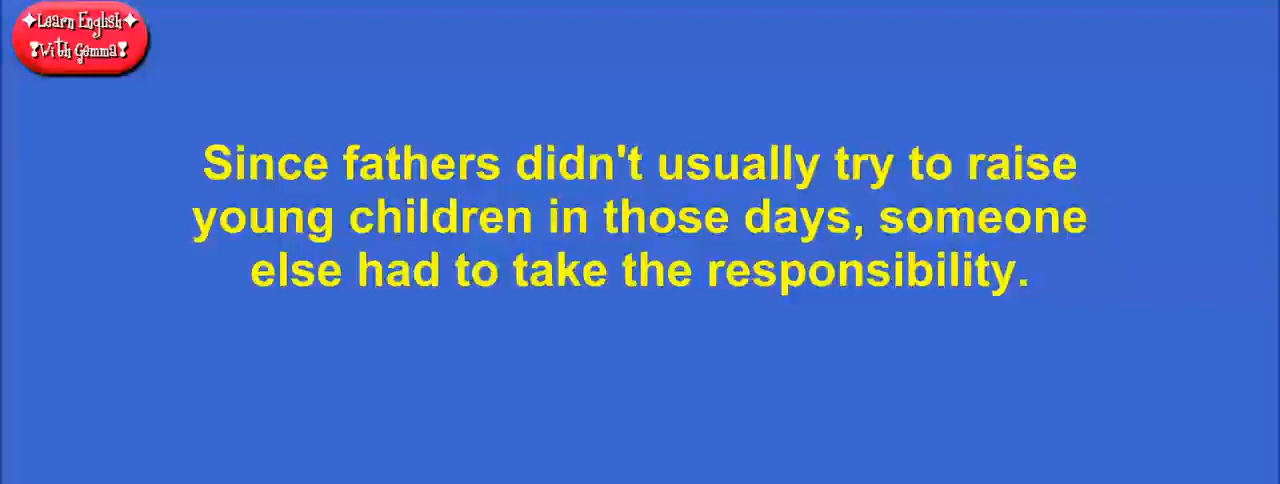 Learn English
With Gemma
Since fathers didn't usually try to raise
young children in those days, someone
else had to take the responsibility.